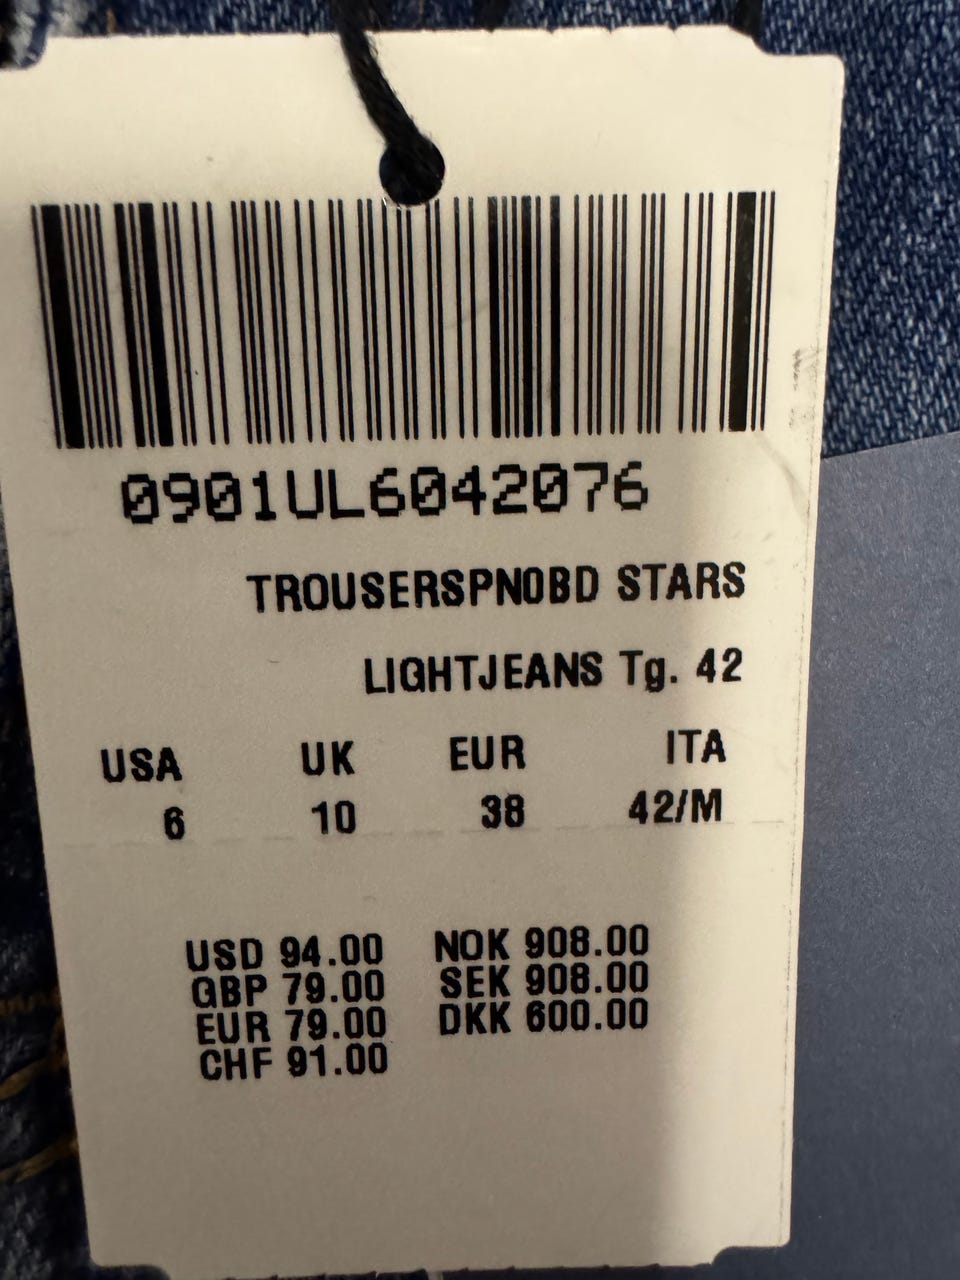 0901UL6042076
TROUSERSPNOBD STARS
LIGHTJEANS Tg. 42
USA UK EUR ITA
6 10 38 42/M
USD 94.00 NOK 908.00
GBP 79.00 SEK 908.00
EUR 79.00 DKK 600.00
CHF 91.00